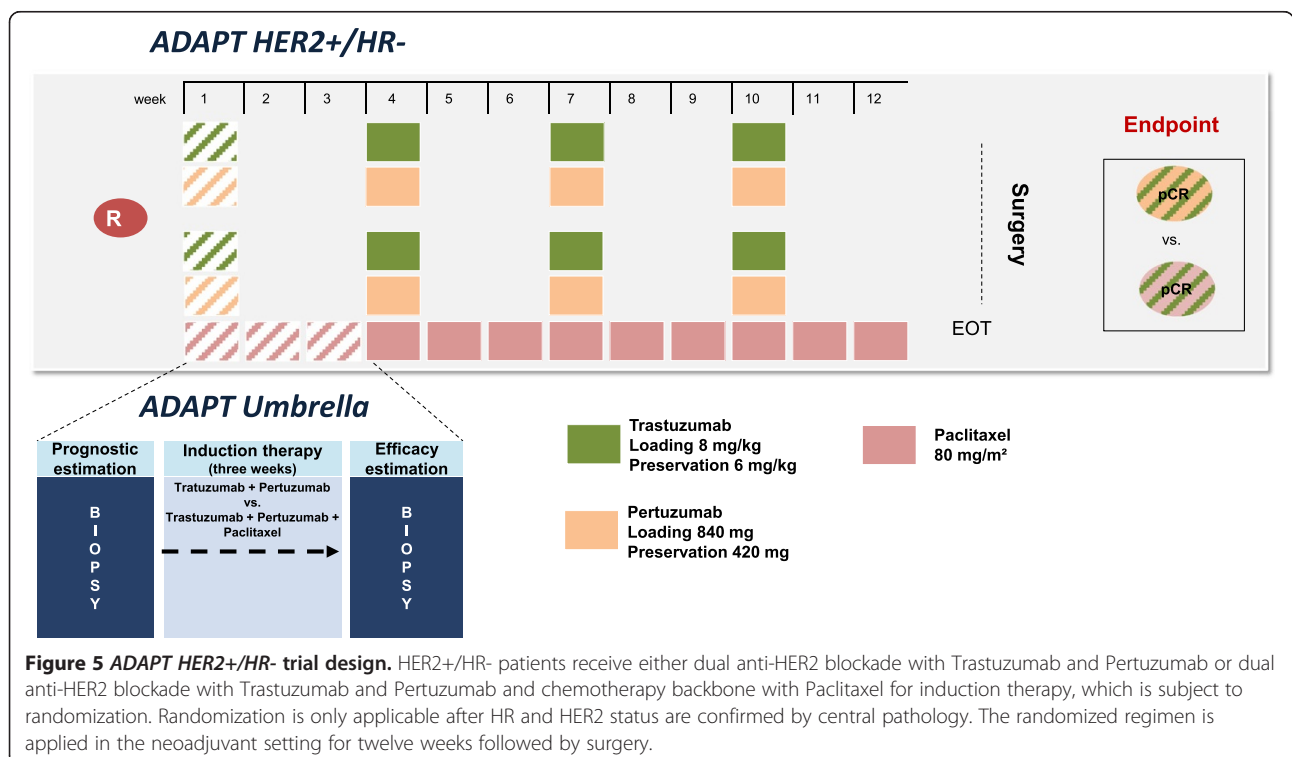 ADAPT HER2+/HR-
week 1 2 3 4 5 6 7 8 9 10 11 12
R
Surgery
EOT
Endpoint
pCR
vs.
pCR
ADAPT Umbrella
Prognostic
estimation
Induction therapy
(three weeks)
Efficacy
estimation
B
I
O
P
S
Y
Tratuzumab + Pertuzumab
vs.
Trastuzumab + Pertuzumab +
Paclitaxel
B
I
O
P
S
Y
Trastuzumab
Loading 8 mg/kg
Preservation 6 mg/kg
Pertuzumab
Loading 840 mg
Preservation 420 mg
Paclitaxel
80 mg/m²
Figure 5 ADAPT HER2+/HR- trial design. HER2+/HR- patients receive either dual anti-HER2 blockade with Trastuzumab and Pertuzumab or dual
anti-HER2 blockade with Trastuzumab and Pertuzumab and chemotherapy backbone with Paclitaxel for induction therapy, which is subject to
randomization. Randomization is only applicable after HR and HER2 status are confirmed by central pathology. The randomized regimen is
applied in the neoadjuvant setting for twelve weeks followed by surgery.